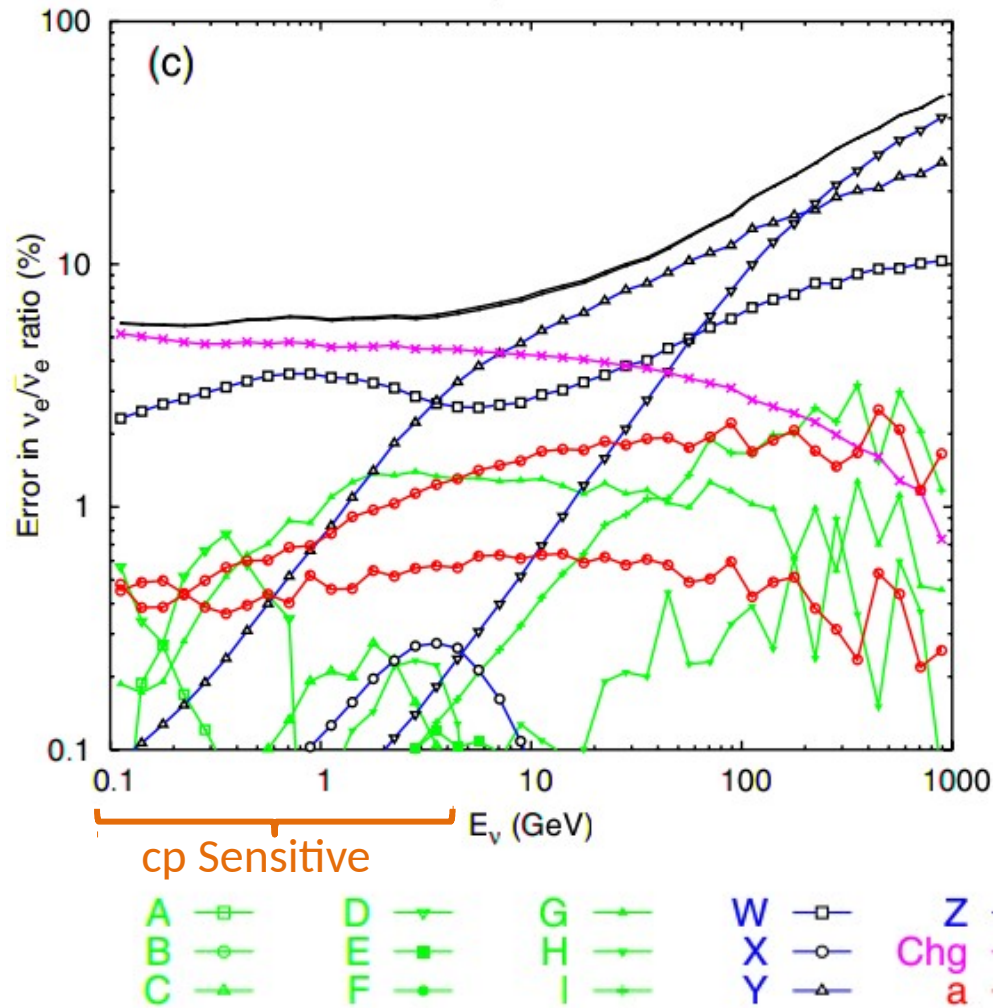 (c)
100
10
1
0.1
Error in νe/ν̅e ratio (%)
0.1 1 10 100 1000
Eν (GeV)
cp Sensitive
A D G W Z
B E H X Chg
C F I Y a